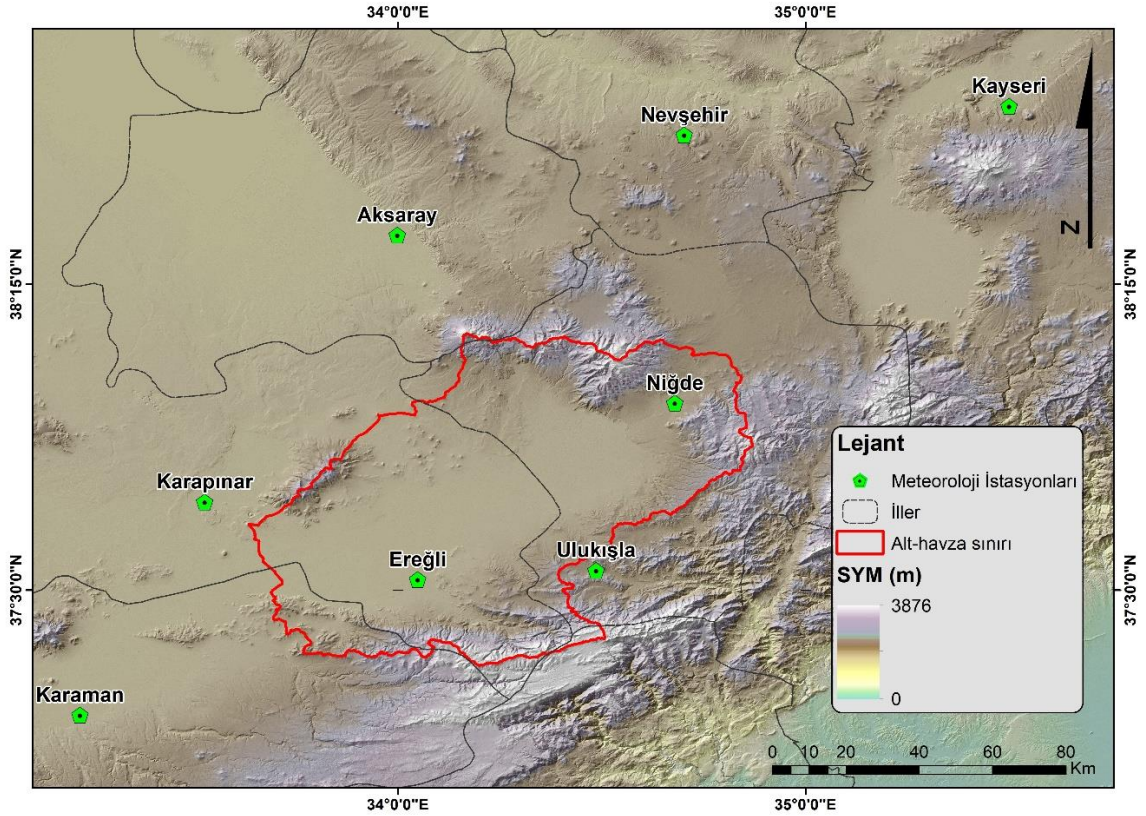 34°0'0"E
35°0'0"E
Kayseri
Nevşehir
Z
Aksaray
38°15'0"N
38°15'0"N
Niğde
Karapınar
Ereğli
Ulukışla
37°30'0"N
37°30'0"N
Karaman
Lejant
Meteoroloji İstasyonları
İller
Alt-havza sınırı
SYM (m)
3876
0
0 10 20 40 60 80
Km
34°0'0"E
35°0'0"E